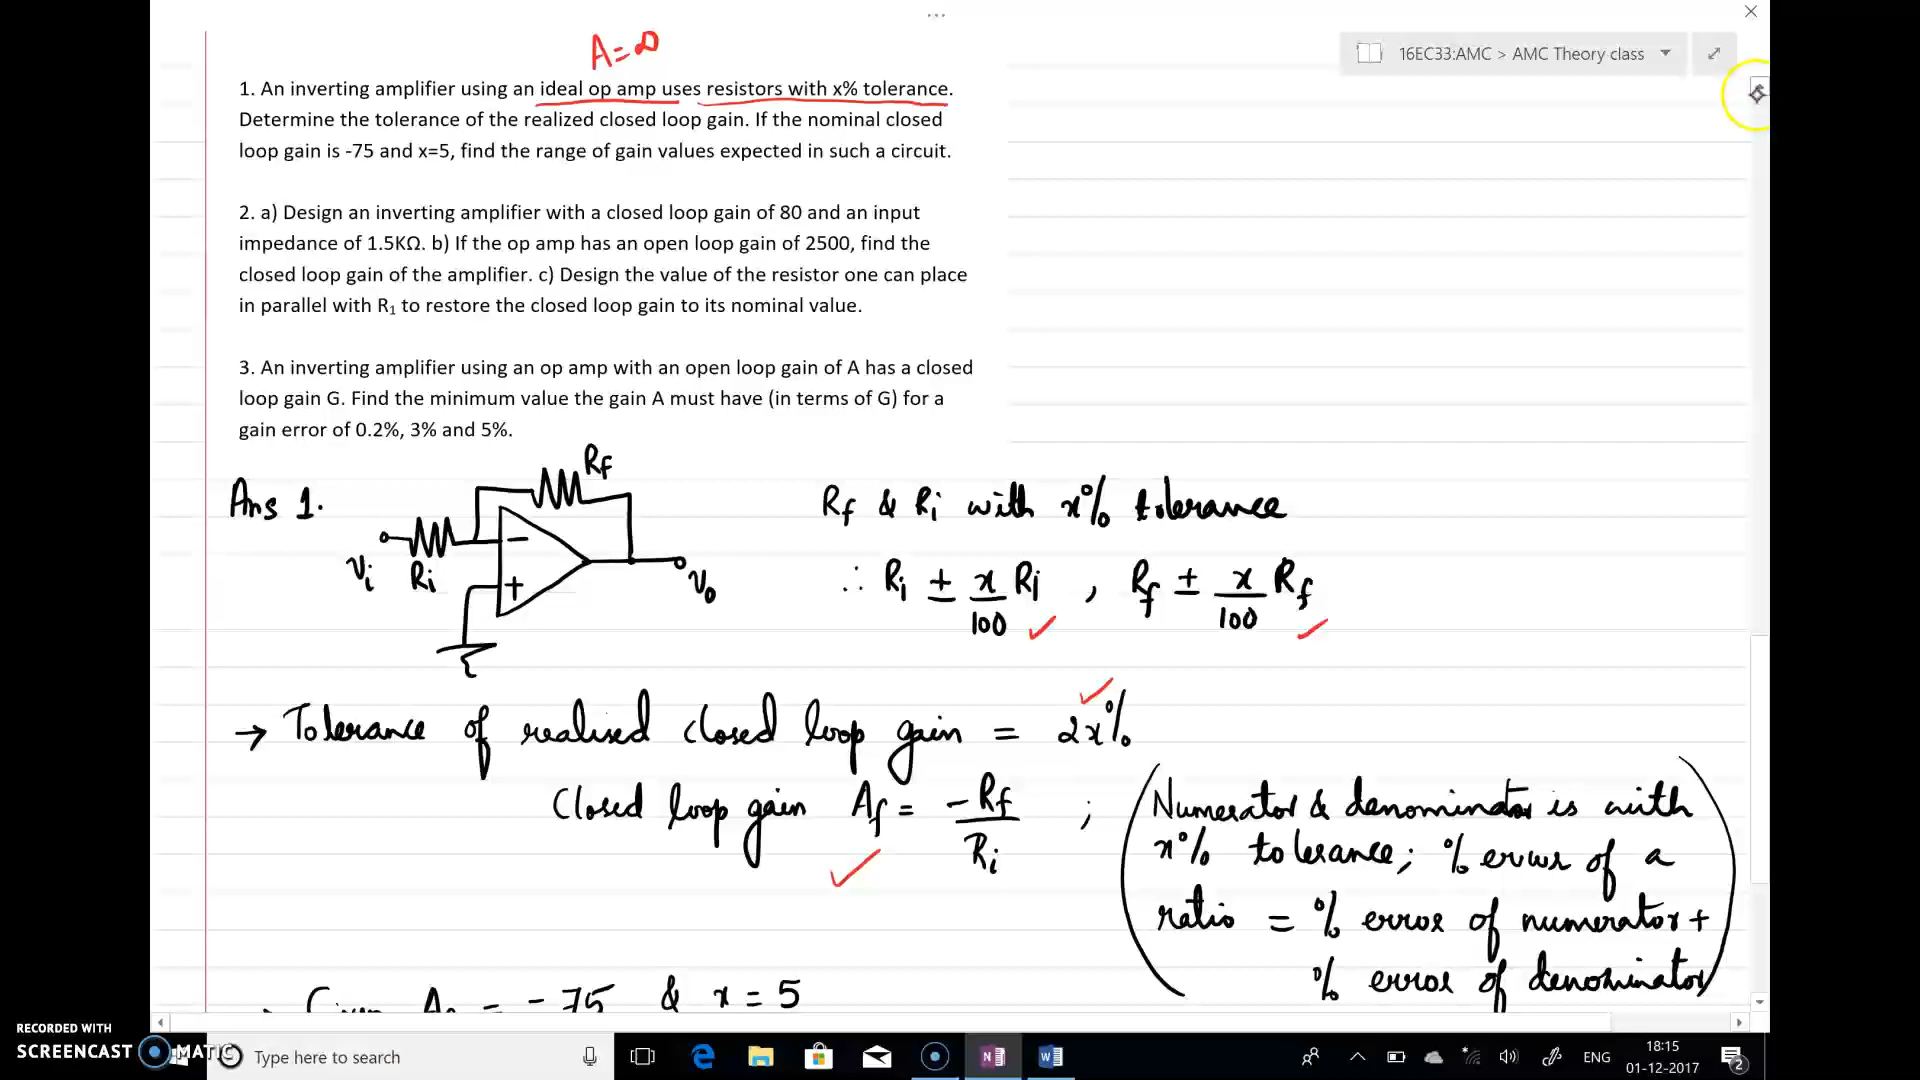 A=∞
16EC33:AMC > AMC Theory class
1. An inverting amplifier using an ideal op amp uses resistors with x% tolerance.
Determine the tolerance of the realized closed loop gain. If the nominal closed
loop gain is -75 and x=5, find the range of gain values expected in such a circuit.
2. a) Design an inverting amplifier with a closed loop gain of 80 and an input
impedance of 1.5KΩ. b) If the op amp has an open loop gain of 2500, find the
closed loop gain of the amplifier. c) Design the value of the resistor one can place
in parallel with R₁ to restore the closed loop gain to its nominal value.
3. An inverting amplifier using an op amp with an open loop gain of A has a closed
loop gain G. Find the minimum value the gain A must have (in terms of G) for a
gain error of 0.2%, 3% and 5%.
Ans 1.
Rf
Vi
Ri
-
+
Vo
Rf & Ri with x% tolerance
∴ Ri ± x/100 Ri , Rf ± x/100 Rf
→ Tolerance of realised closed loop gain = 2x%
Closed loop gain Af = -Rf/Ri ;
(Numerator & denominator is with
x% tolerance; % error of a
ratio = % error of numerator +
% error of denominator)
Given = -75 & x = 5
RECORDED WITH
SCREENCAST MATIC
Type here to search
ENG
18:15
01-12-2017
2